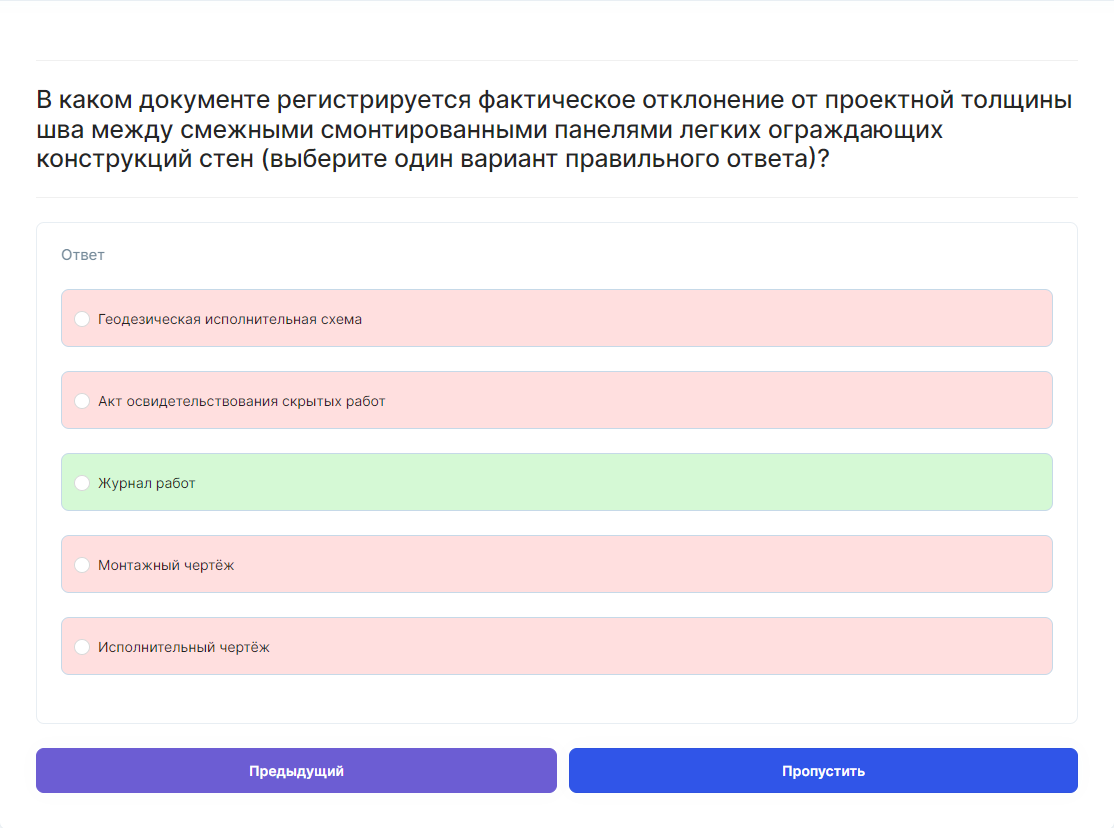 В каком документе регистрируется фактическое отклонение от проектной толщины
шва между смежными смонтированными панелями легких ограждающих
конструкций стен (выберите один вариант правильного ответа)?
Ответ
Геодезическая исполнительная схема
Акт освидетельствования скрытых работ
Журнал работ
Монтажный чертёж
Исполнительный чертёж
Предыдущий
Пропустить